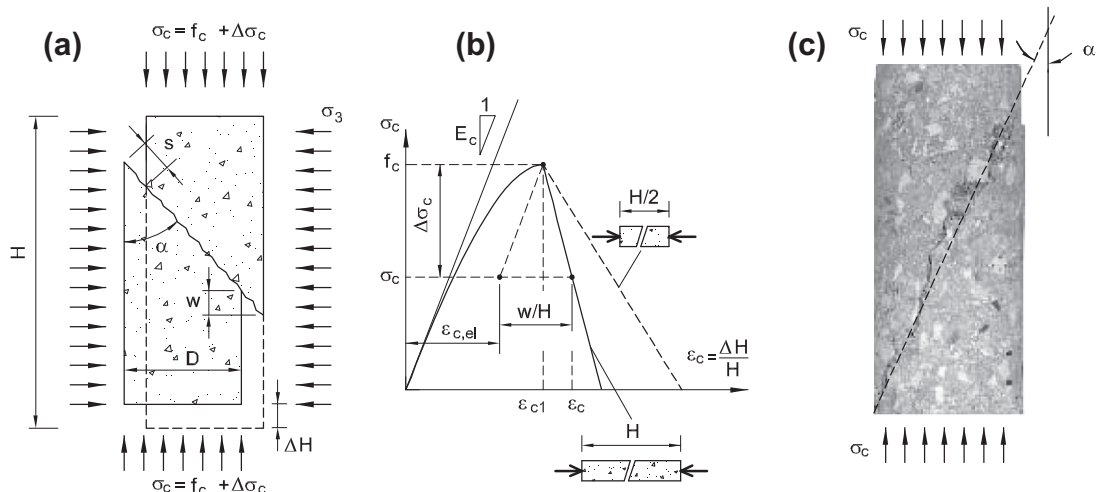 (a)
σc = fc + Δσc
σ3
s
H
α
w
D
ΔH
σc = fc + Δσc
(b)
1
Ec
σc
fc
Δσc
H/2
σc
w/H
εc,el
εc = ΔH/H
εc1
εc
H
(c)
σc
α
σc